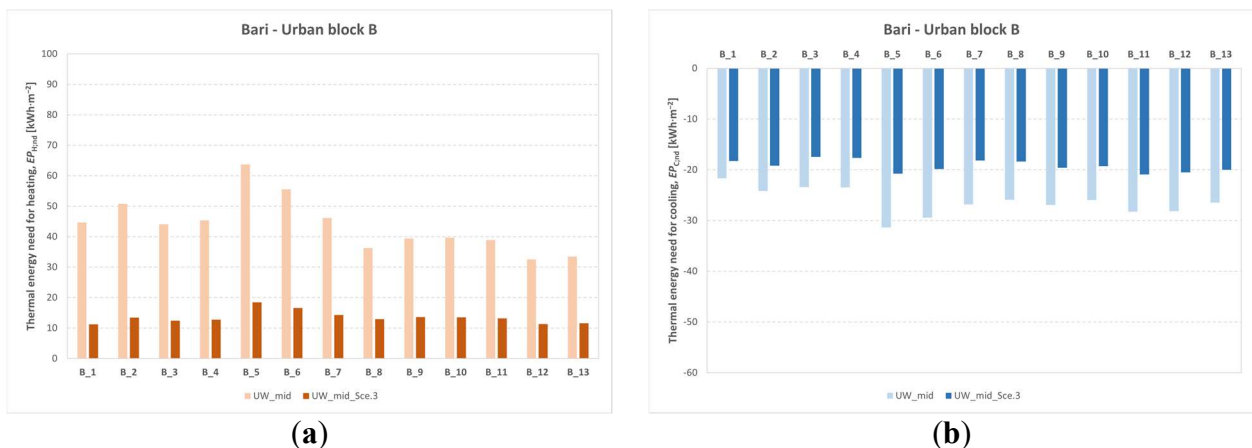 Bari - Urban block B
Thermal energy need for heating, EP_H;nd [kWh·m⁻²]
100
90
80
70
60
50
40
30
20
10
0
B_1 B_2 B_3 B_4 B_5 B_6 B_7 B_8 B_9 B_10 B_11 B_12 B_13
UW_mid UW_mid_Sce.3
(a)
Bari - Urban block B
B_1 B_2 B_3 B_4 B_5 B_6 B_7 B_8 B_9 B_10 B_11 B_12 B_13
Thermal energy need for cooling, EP_C;nd [kWh·m⁻²]
0
-10
-20
-30
-40
-50
-60
UW_mid UW_mid_Sce.3
(b)